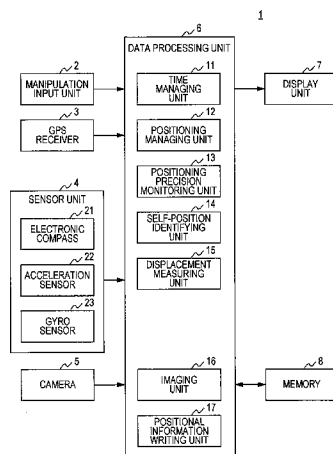 1
6
DATA PROCESSING UNIT
2
MANIPULATION
INPUT UNIT
3
GPS
RECEIVER
4
SENSOR UNIT
21
ELECTRONIC
COMPASS
22
ACCELERATION
SENSOR
23
GYRO
SENSOR
5
CAMERA
11
TIME
MANAGING
UNIT
12
POSITIONING
MANAGING UNIT
13
POSITIONING
PRECISION
MONITORING UNIT
14
SELF-POSITION
IDENTIFYING
UNIT
15
DISPLACEMENT
MEASURING
UNIT
16
IMAGING
UNIT
17
POSITIONAL
INFORMATION
WRITING UNIT
7
DISPLAY
UNIT
8
MEMORY